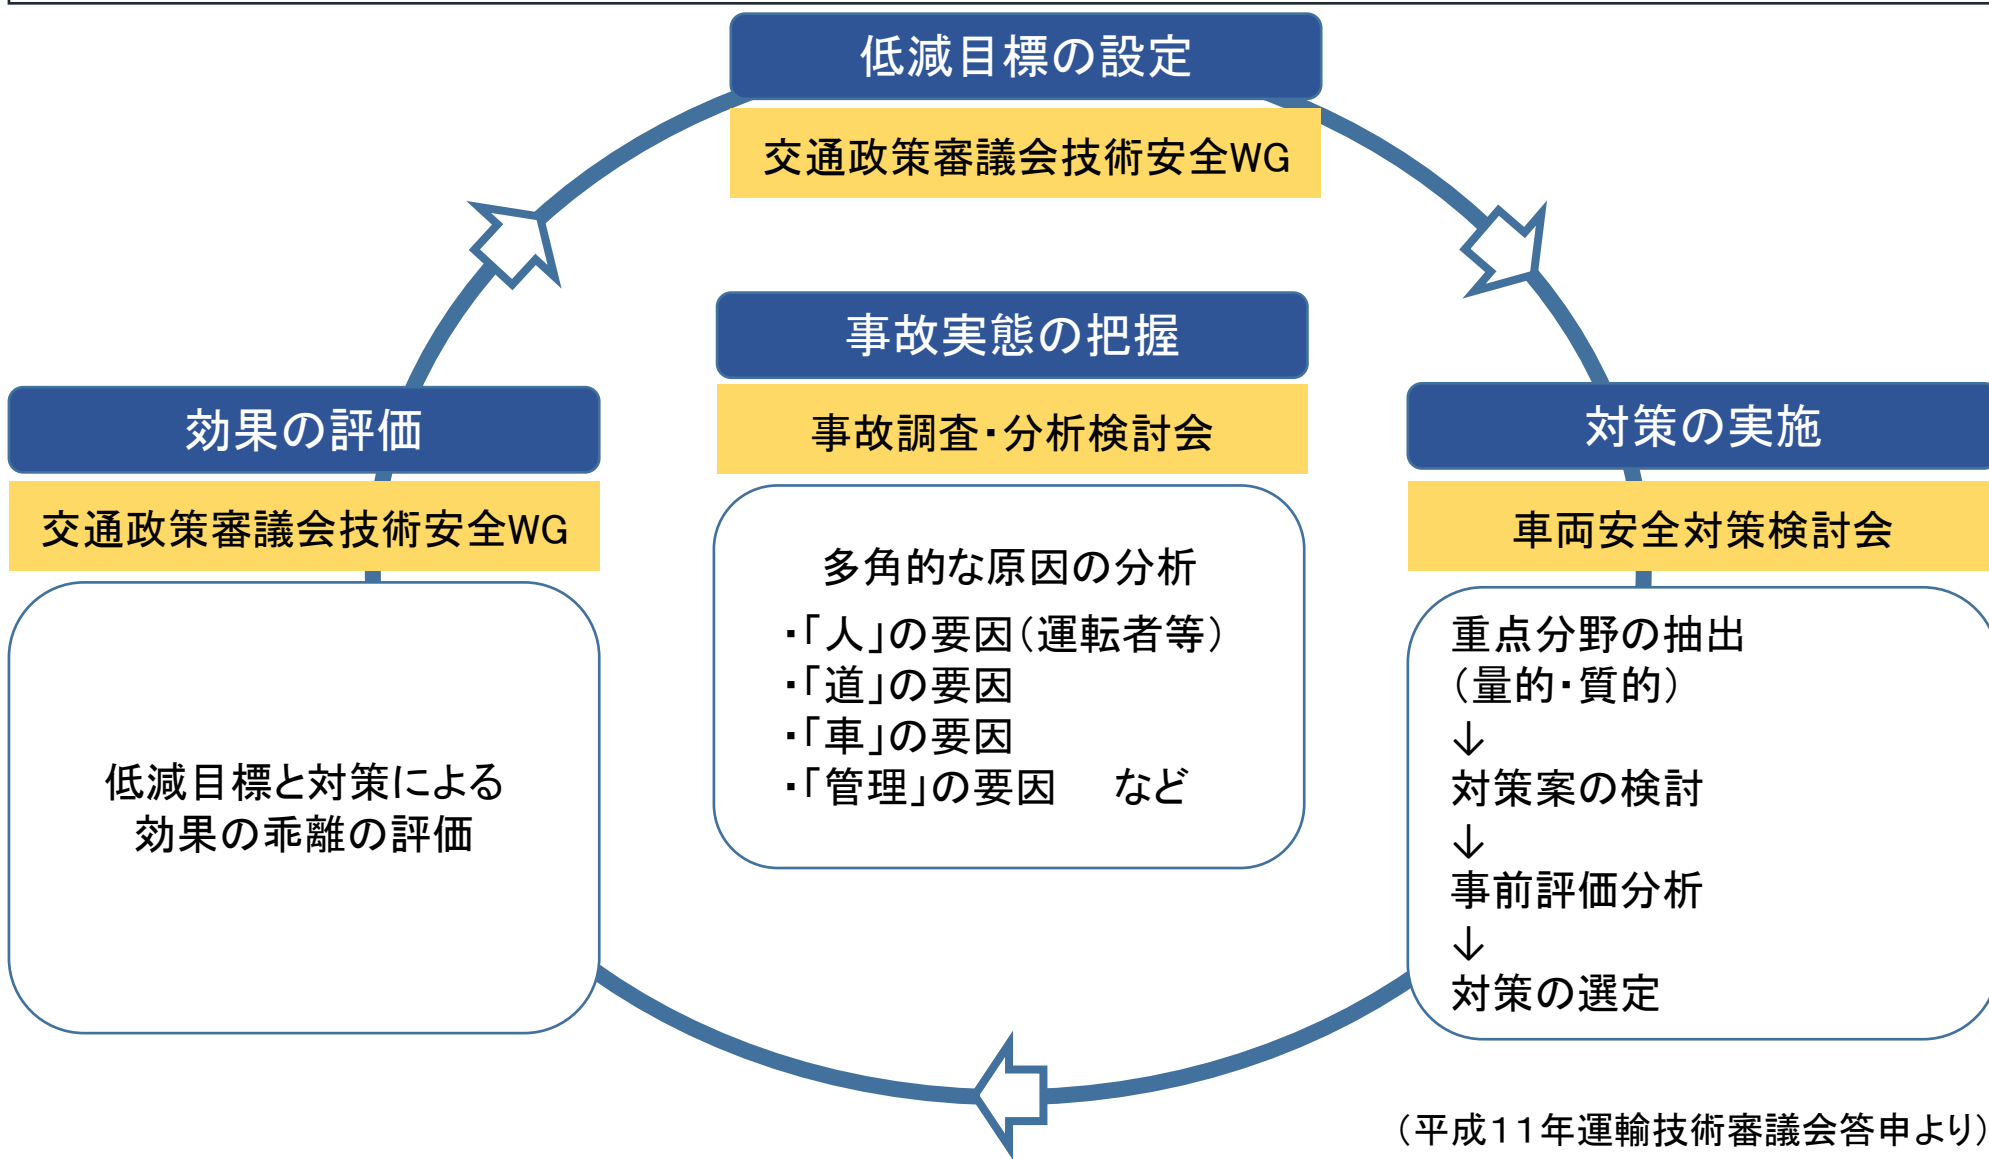 低減目標の設定
交通政策審議会技術安全WG
事故実態の把握
事故調査・分析検討会
多角的な原因の分析
・「人」の要因（運転者等）
・「道」の要因
・「車」の要因
・「管理」の要因　など
効果の評価
交通政策審議会技術安全WG
低減目標と対策による
効果の乖離の評価
対策の実施
車両安全対策検討会
重点分野の抽出
（量的・質的）
↓
対策案の検討
↓
事前評価分析
↓
対策の選定
（平成１１年運輸技術審議会答申より）